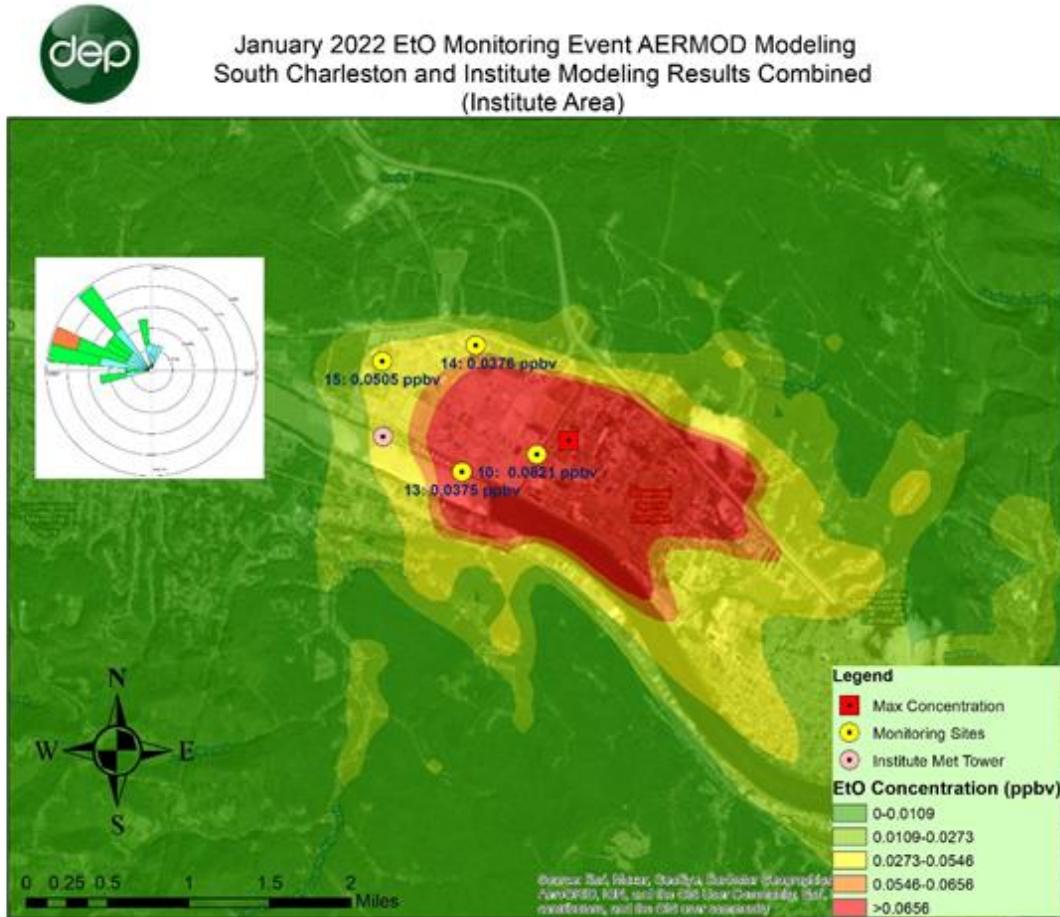 dep
January 2022 EtO Monitoring Event AERMOD Modeling
South Charleston and Institute Modeling Results Combined
(Institute Area)
14: 0.0376 ppbv
15: 0.0505 ppbv
10: 0.0821 ppbv
13: 0.0375 ppbv
N
W
E
S
0 0.25 0.5 1 1.5 2
Miles
Legend
Max Concentration
Monitoring Sites
Institute Met Tower
EtO Concentration (ppbv)
0-0.0109
0.0109-0.0273
0.0273-0.0546
0.0546-0.0656
>0.0656